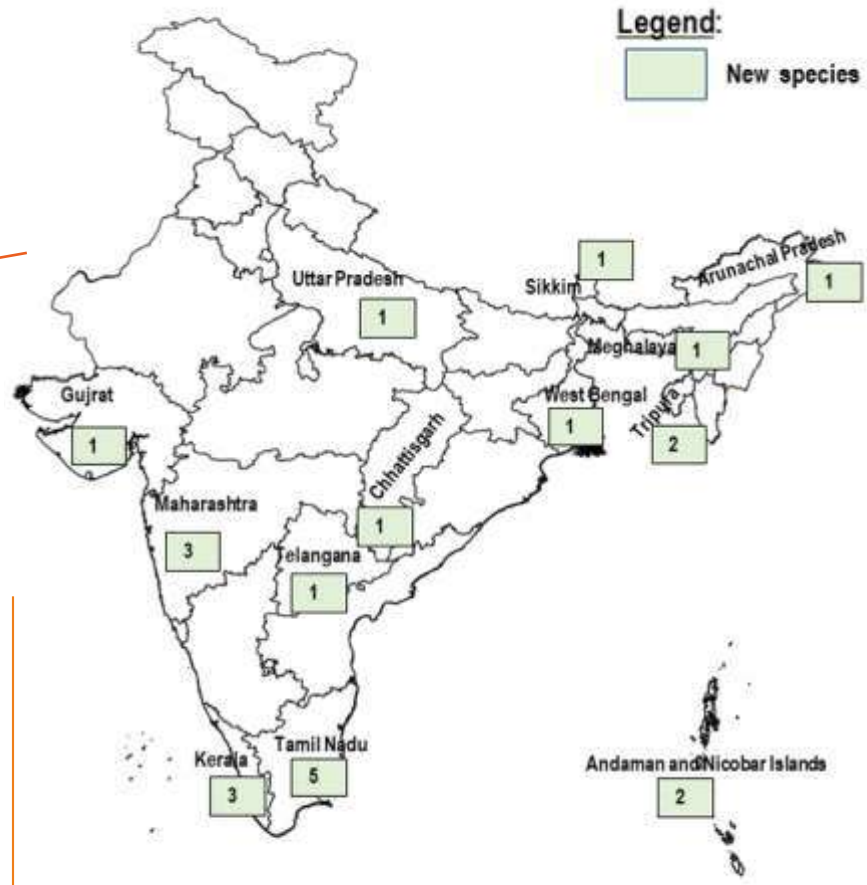 Legend:
New species
1
Sikkim
Arunachal Pradesh
1
Uttar Pradesh
1
Meghalaya
1
Gujrat
1
West Bengal
1
Tripura
2
Chhattisgarh
1
Maharashtra
3
Telangana
1
Kerala
3
Tamil Nadu
5
Andaman and Nicobar Islands
2